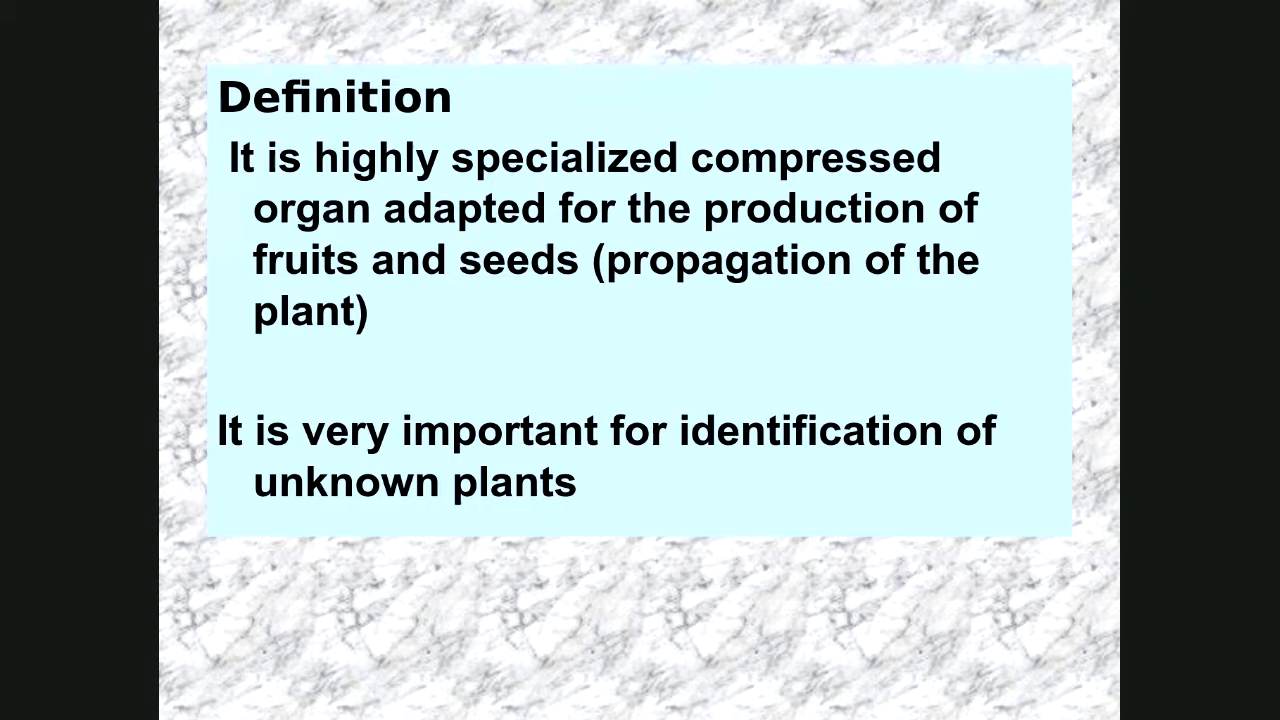 Definition
It is highly specialized compressed
organ adapted for the production of
fruits and seeds (propagation of the
plant)
It is very important for identification of
unknown plants